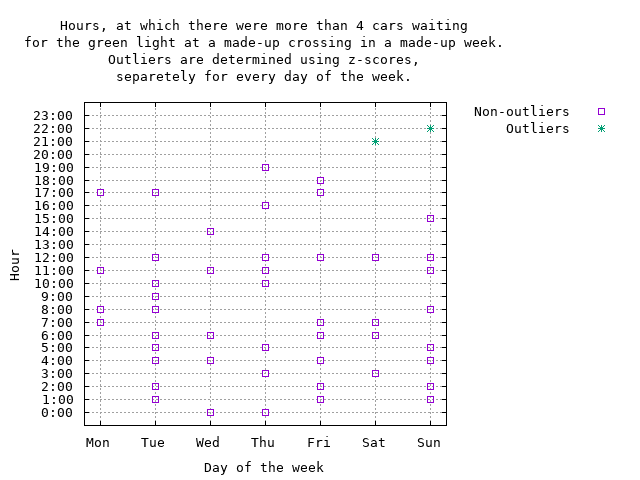 Hours, at which there were more than 4 cars waiting
for the green light at a made-up crossing in a made-up week.
Outliers are determined using z-scores,
separetely for every day of the week.
Non-outliers
Outliers
23:00
22:00
21:00
20:00
19:00
18:00
17:00
16:00
15:00
14:00
13:00
12:00
11:00
10:00
9:00
8:00
7:00
6:00
5:00
4:00
3:00
2:00
1:00
0:00
Hour
Mon Tue Wed Thu Fri Sat Sun
Day of the week